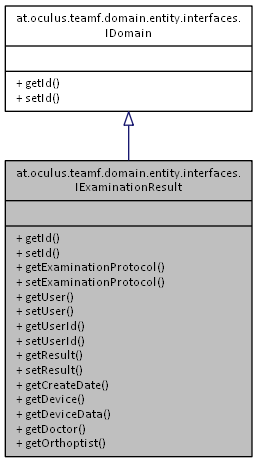 at.oculus.teamf.domain.entity.interfaces.
IDomain
+ getId()
+ setId()
at.oculus.teamf.domain.entity.interfaces.
IExaminationResult
+ getId()
+ setId()
+ getExaminationProtocol()
+ setExaminationProtocol()
+ getUser()
+ setUser()
+ getUserId()
+ setUserId()
+ getResult()
+ setResult()
+ getCreateDate()
+ getDevice()
+ getDeviceData()
+ getDoctor()
+ getOrthoptist()